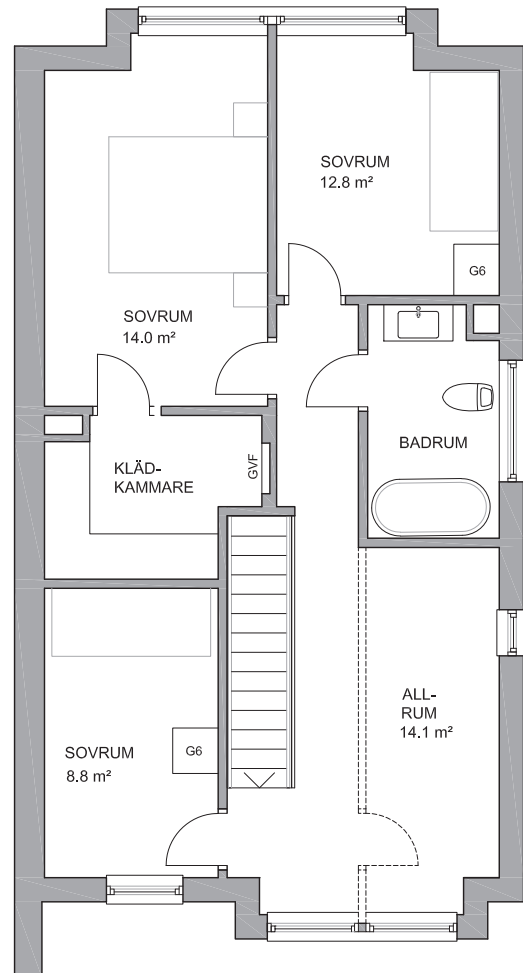 SOVRUM
12.8 m²
G6
SOVRUM
14.0 m²
BADRUM
KLÄD-
KAMMARE
GVF
ALL-
RUM
14.1 m²
SOVRUM
8.8 m²
G6